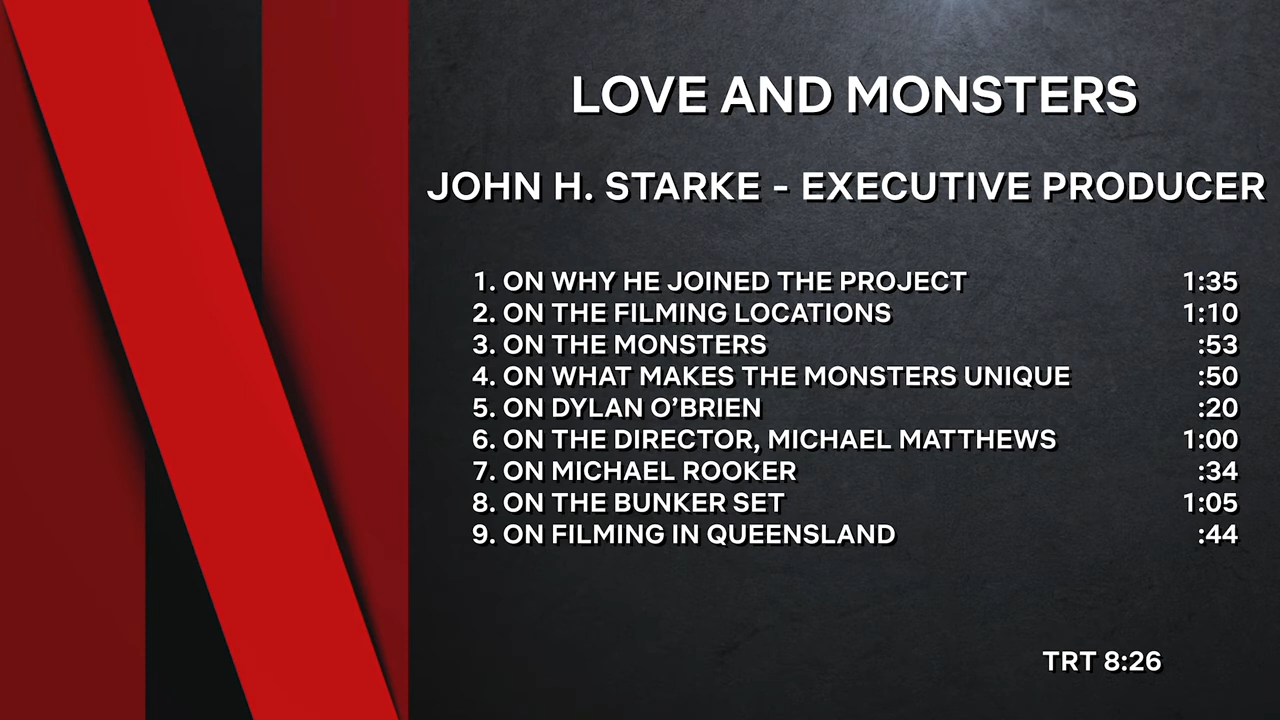 LOVE AND MONSTERS
JOHN H. STARKE - EXECUTIVE PRODUCER
1. ON WHY HE JOINED THE PROJECT 1:35
2. ON THE FILMING LOCATIONS 1:10
3. ON THE MONSTERS :53
4. ON WHAT MAKES THE MONSTERS UNIQUE :50
5. ON DYLAN O’BRIEN :20
6. ON THE DIRECTOR, MICHAEL MATTHEWS 1:00
7. ON MICHAEL ROOKER :34
8. ON THE BUNKER SET 1:05
9. ON FILMING IN QUEENSLAND :44
TRT 8:26